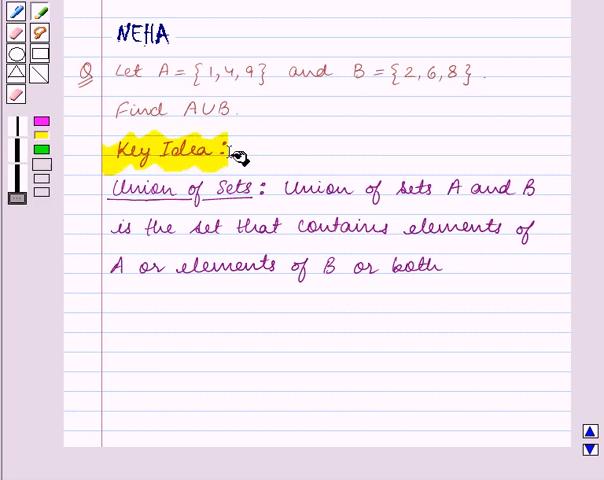 NEHA
Q Let A = {1, 4, 9} and B = {2, 6, 8}.
Find A∪B.
Key Idea :
Union of Sets : Union of sets A and B
is the set that contains elements of
A or elements of B or both